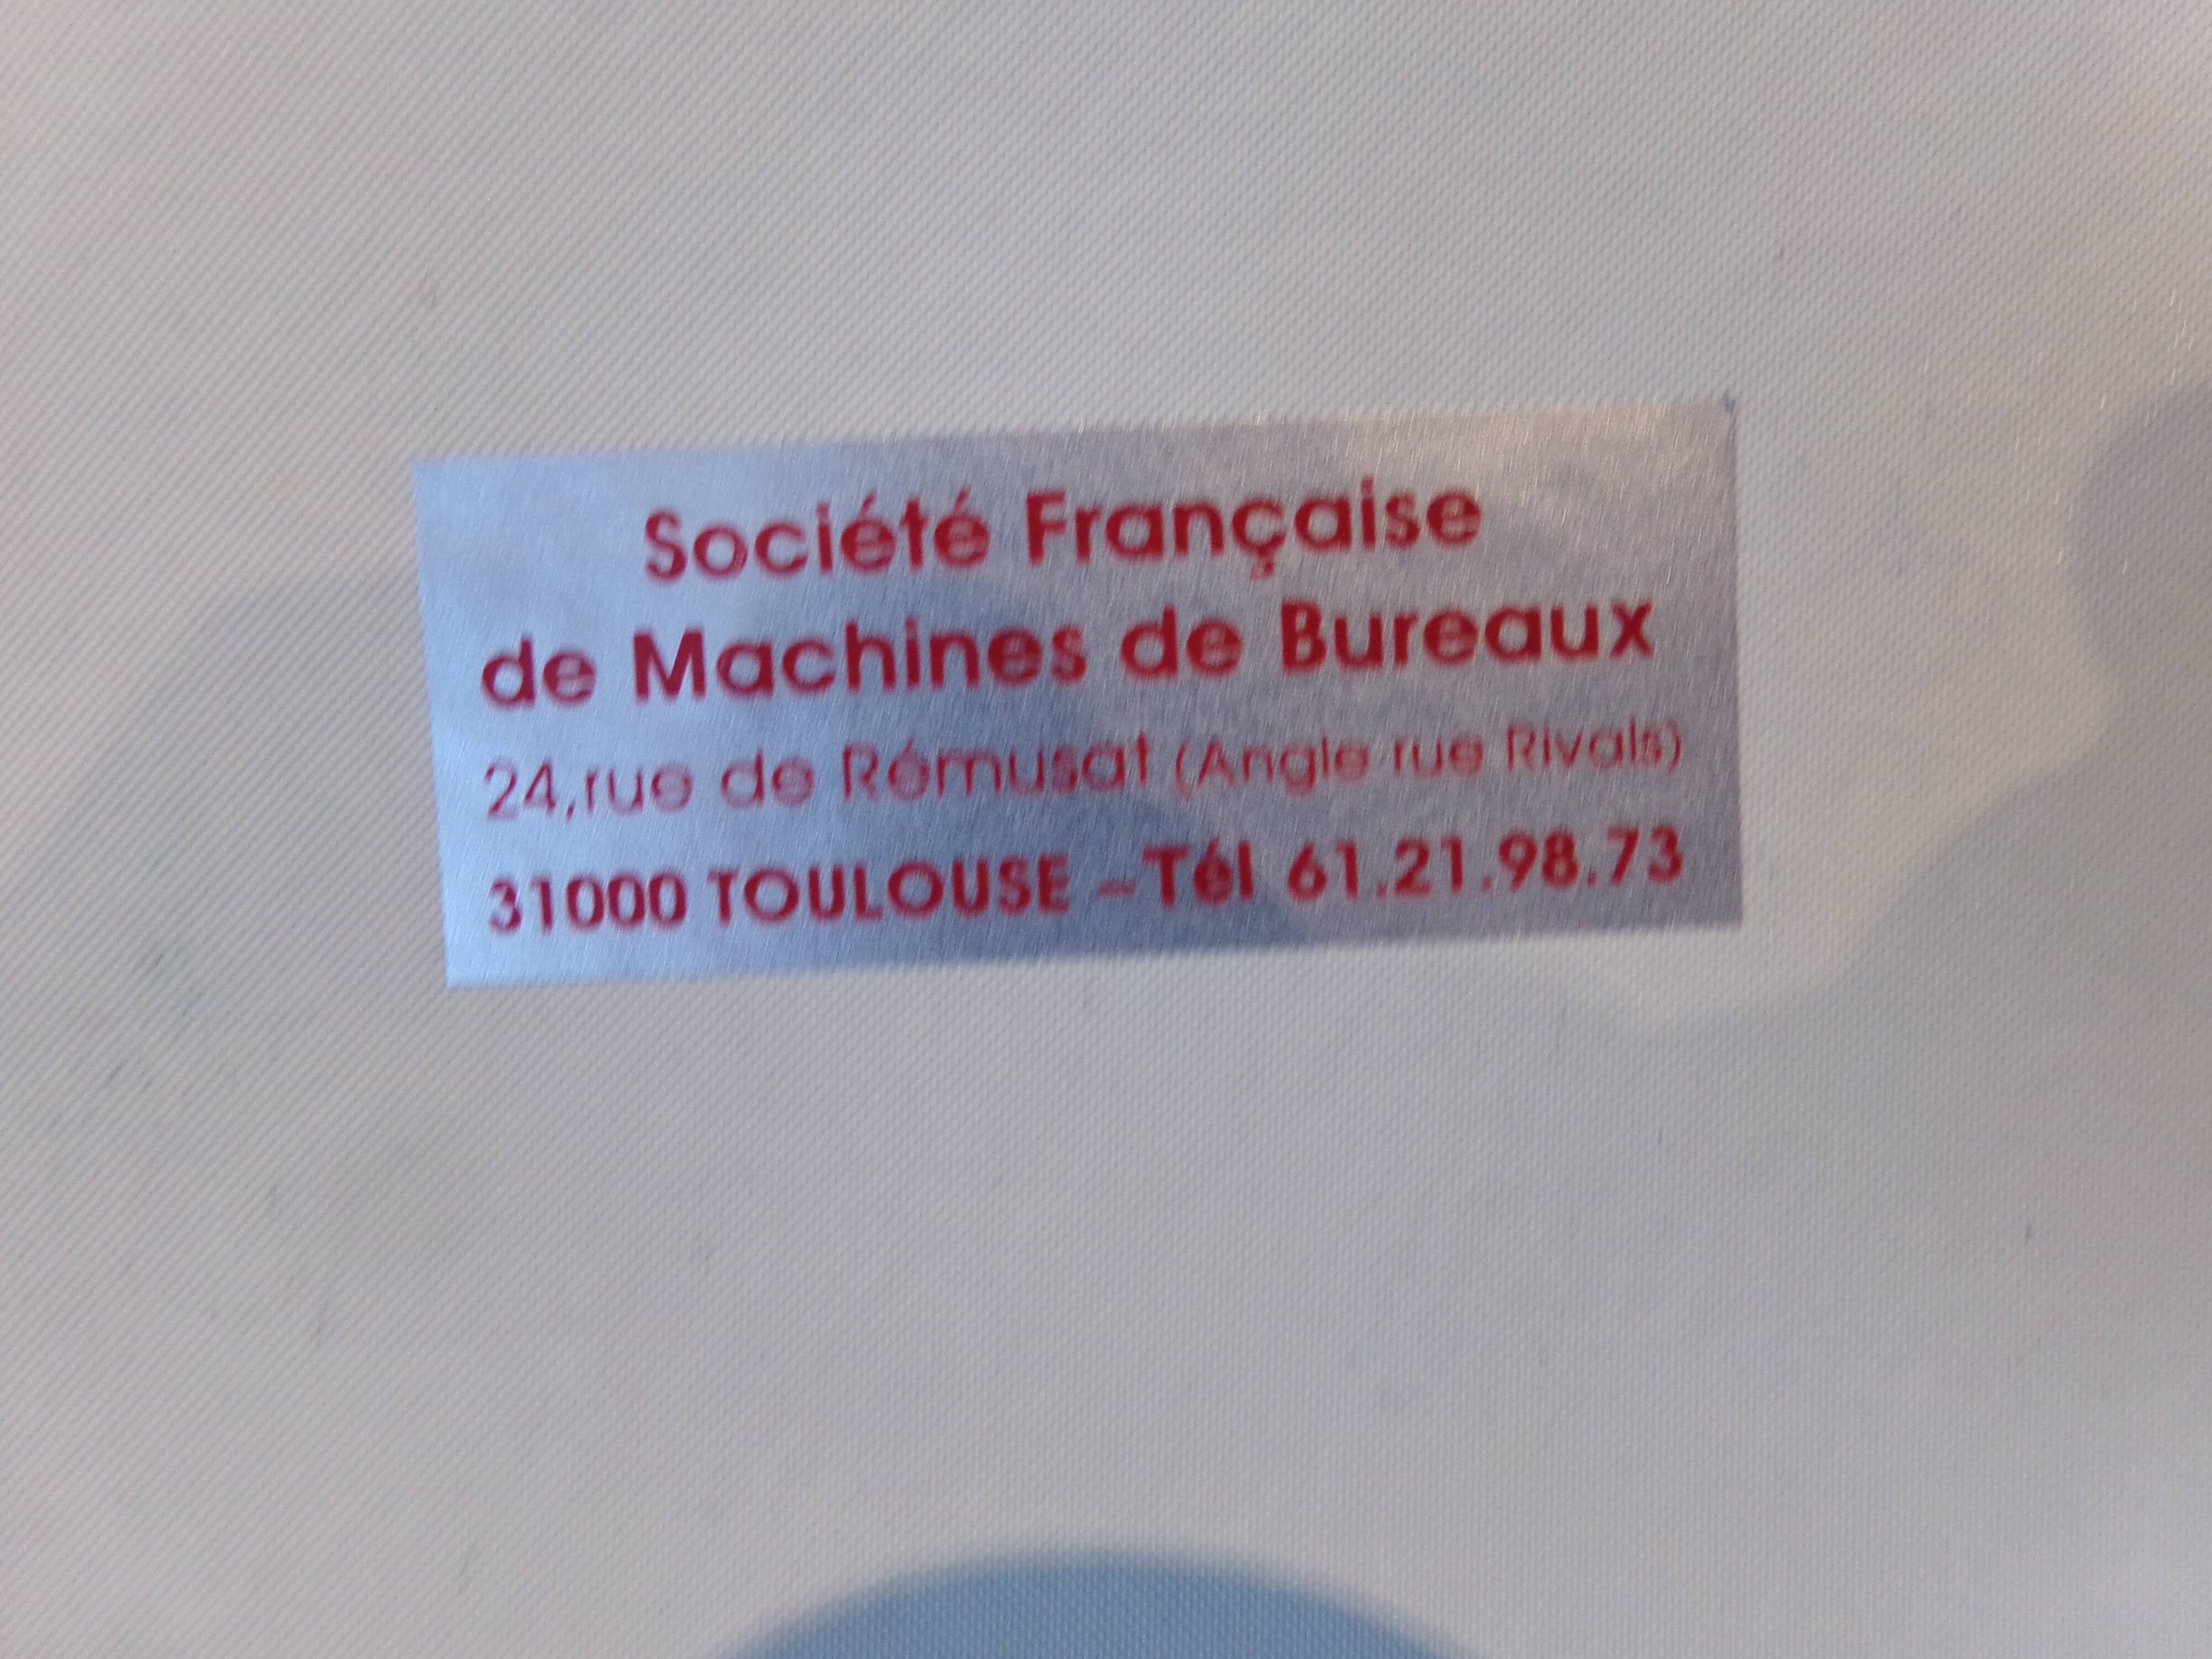 Société Française
de Machines de Bureaux
24,rue de Rémusat (Angle rue Rivals)
31000 TOULOUSE -Tél 61.21.98.73